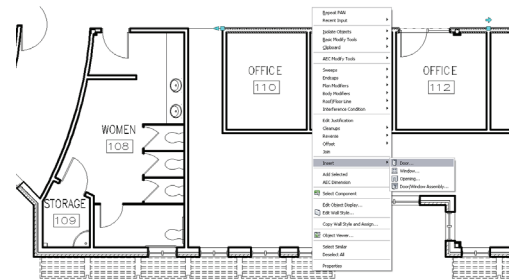 Repeat PAN
Recent Input
Isolate Objects
Basic Modify Tools
Clipboard
AEC Modify Tools
Sweeps
Endcaps
Plan Modifiers
Body Modifiers
Roof/Floor Line
Interference Condition
Edit Justification
Cleanups
Reverse
Offset
Join
Insert
Add Selected
AEC Dimension
Select Component
Edit Object Display...
Edit Wall Style...
Copy Wall Style and Assign...
Object Viewer...
Select Similar
Deselect All
Properties
Door...
Window...
Opening...
Door/Window Assembly...
OFFICE
110
OFFICE
112
WOMEN
108
STORAGE
109